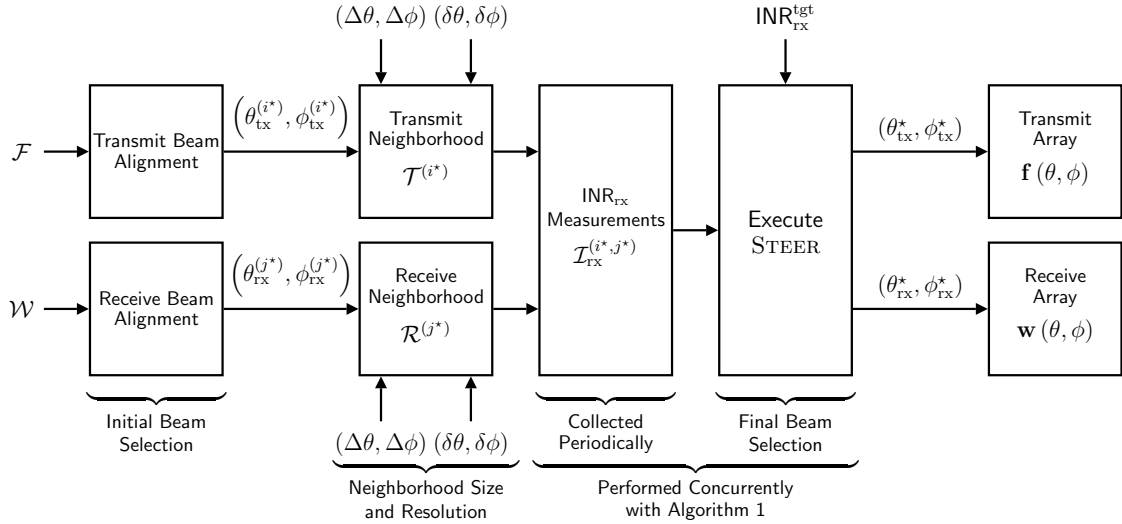 (Δθ, Δϕ) (δθ, δϕ)
INR_rx^tgt
𝓕
Transmit Beam
Alignment
(θ_tx^(i⋆), ϕ_tx^(i⋆))
Transmit
Neighborhood
𝒯^(i⋆)
INR_rx
Measurements
ℐ_rx^(i⋆,j⋆)
Execute
STEER
(θ_tx^⋆, ϕ_tx^⋆)
Transmit
Array
𝐟 (θ, ϕ)
𝒲
Receive Beam
Alignment
(θ_rx^(j⋆), ϕ_rx^(j⋆))
Receive
Neighborhood
ℛ^(j⋆)
(θ_rx^⋆, ϕ_rx^⋆)
Receive
Array
𝐰 (θ, ϕ)
Initial Beam
Selection
(Δθ, Δϕ) (δθ, δϕ)
Collected
Periodically
Final Beam
Selection
Neighborhood Size
and Resolution
Performed Concurrently
with Algorithm 1